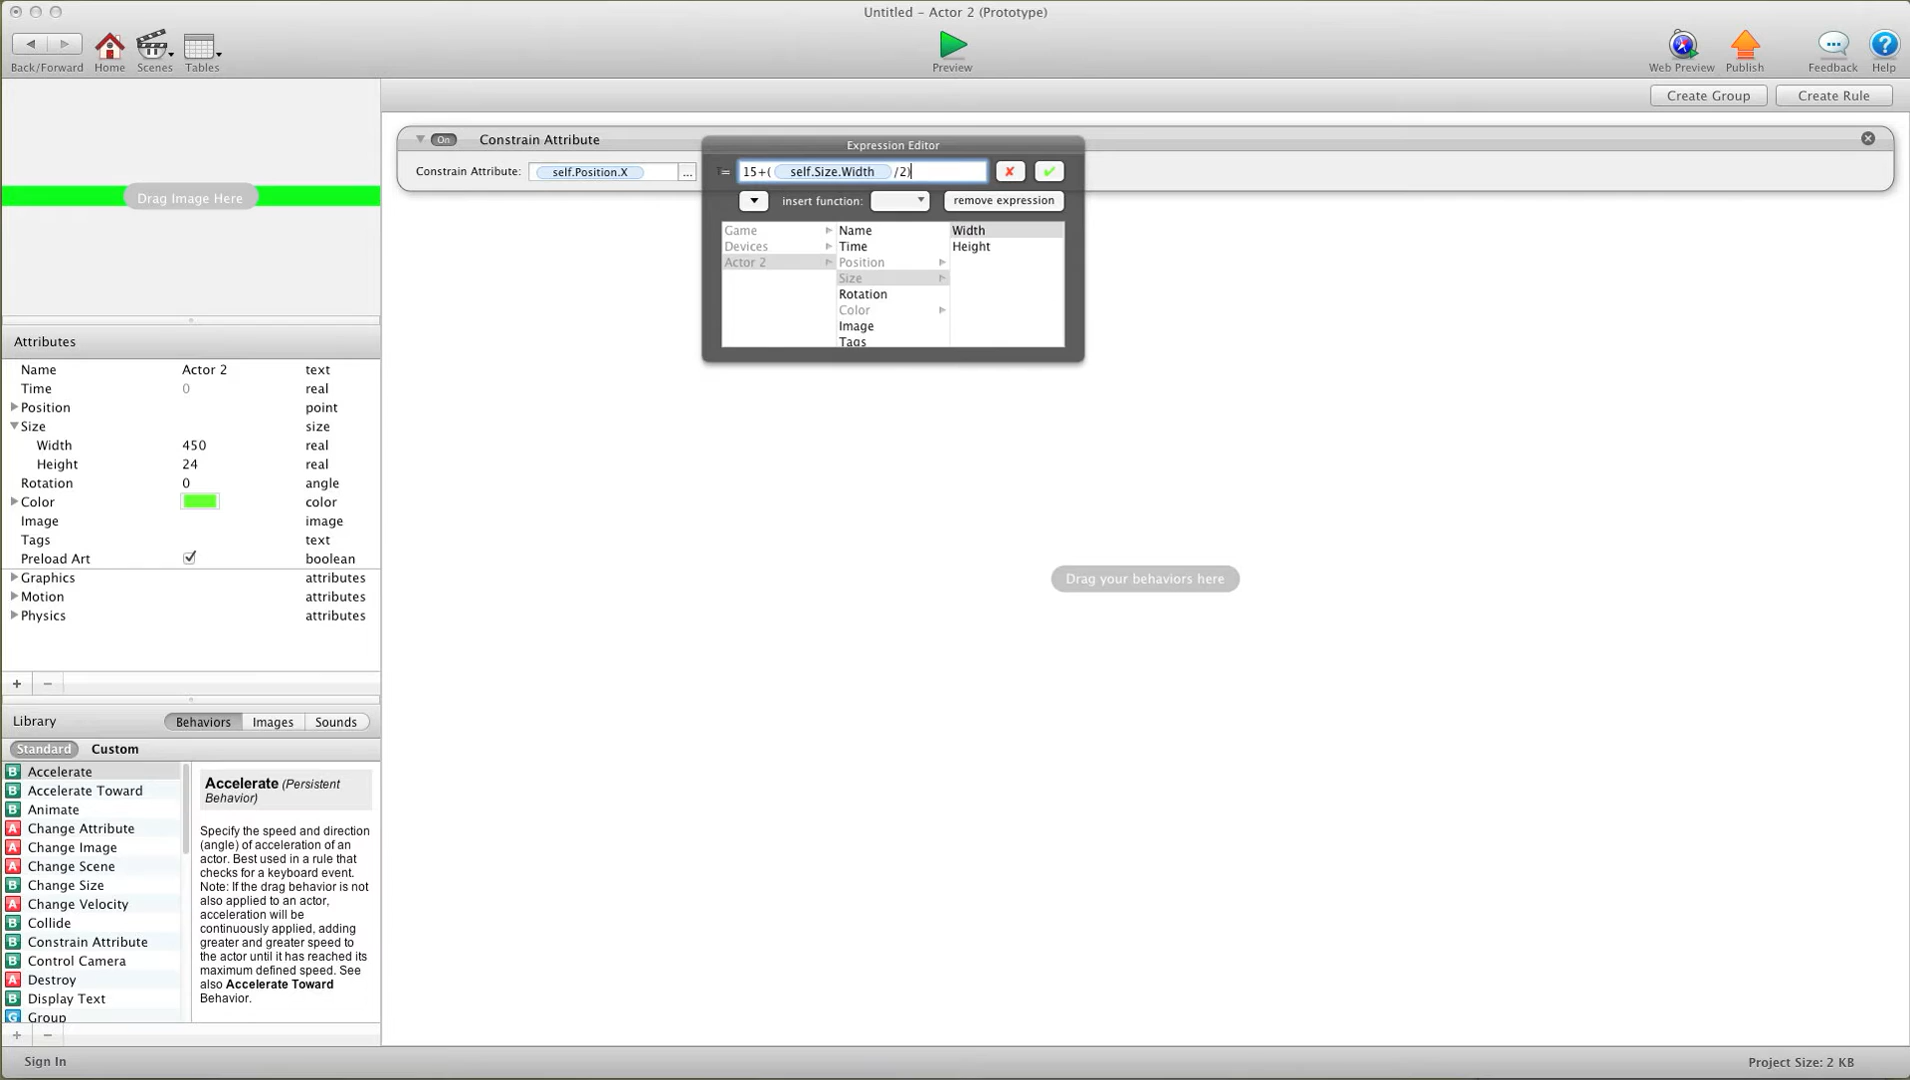 Untitled - Actor 2 (Prototype)
Back/Forward
Home
Scenes
Tables
Preview
Web Preview
Publish
Feedback
Help
Create Group
Create Rule
Drag Image Here
On
Constrain Attribute
Constrain Attribute:
self.Position.X
...
Expression Editor
=
15+( self.Size.Width /2)
insert function:
remove expression
Game
Devices
Actor 2
Name
Time
Position
Size
Rotation
Color
Image
Tags
Width
Height
Drag your behaviors here
Attributes
Name Actor 2 text
Time 0 real
Position point
Size size
Width 450 real
Height 24 real
Rotation 0 angle
Color color
Image image
Tags text
Preload Art boolean
Graphics attributes
Motion attributes
Physics attributes
+ −
Library
Behaviors
Images
Sounds
Standard
Custom
B Accelerate
B Accelerate Toward
B Animate
A Change Attribute
A Change Image
A Change Scene
B Change Size
A Change Velocity
B Collide
B Constrain Attribute
B Control Camera
A Destroy
B Display Text
G Group
Accelerate (Persistent
Behavior)
Specify the speed and direction
(angle) of acceleration of an
actor. Best used in a rule that
checks for a keyboard event.
Note: If the drag behavior is not
also applied to an actor,
acceleration will be
continuously applied, adding
greater and greater speed to
the actor until it has reached its
maximum defined speed. See
also Accelerate Toward
Behavior.
+ −
Sign In
Project Size: 2 KB